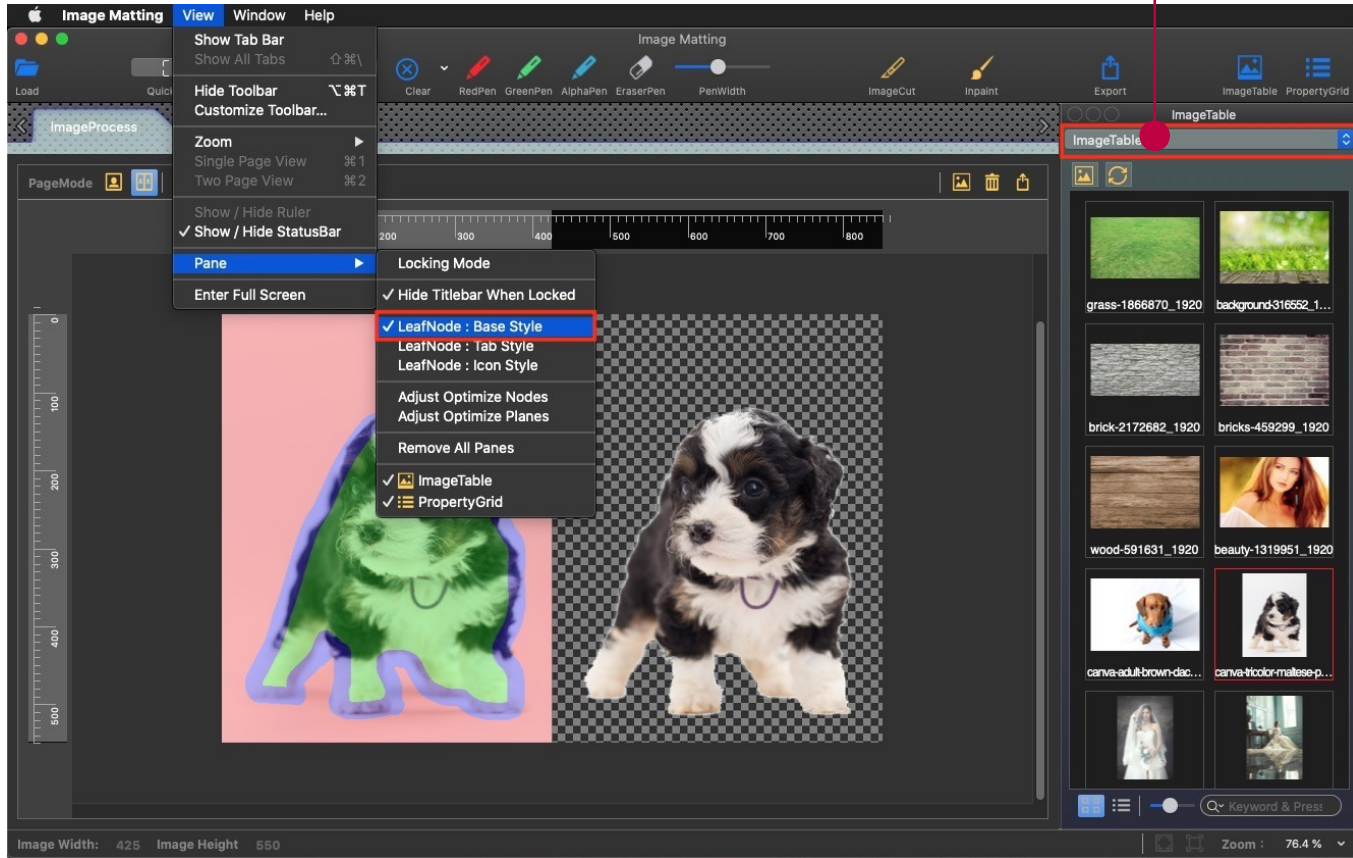 Image Matting View Window Help
Show Tab Bar
Show All Tabs ⇧⌘\
Hide Toolbar ⌥⌘T
Customize Toolbar...
Zoom
Single Page View ⌘1
Two Page View ⌘2
Show / Hide Ruler
✓ Show / Hide StatusBar
Pane
Enter Full Screen
Locking Mode
✓ Hide Titlebar When Locked
✓ LeafNode : Base Style
LeafNode : Tab Style
LeafNode : Icon Style
Adjust Optimize Nodes
Adjust Optimize Planes
Remove All Panes
✓ ImageTable
✓ PropertyGrid
Image Matting
Load
Clear RedPen GreenPen AlphaPen EraserPen PenWidth ImageCut Inpaint Export ImageTable PropertyGrid
ImageProcess
PageMode
200 300 400 500 600 700 800
0
100
200
300
400
500
ImageTable
ImageTable
grass-1866870_1920 background-316552_1...
brick-2172682_1920 bricks-459299_1920
wood-591631_1920 beauty-1319951_1920
canva-adult-brown-dac... canva-tricolor-maltese-p...
Keyword & Press
Image Width: 425 Image Height 550
Zoom : 76.4 %